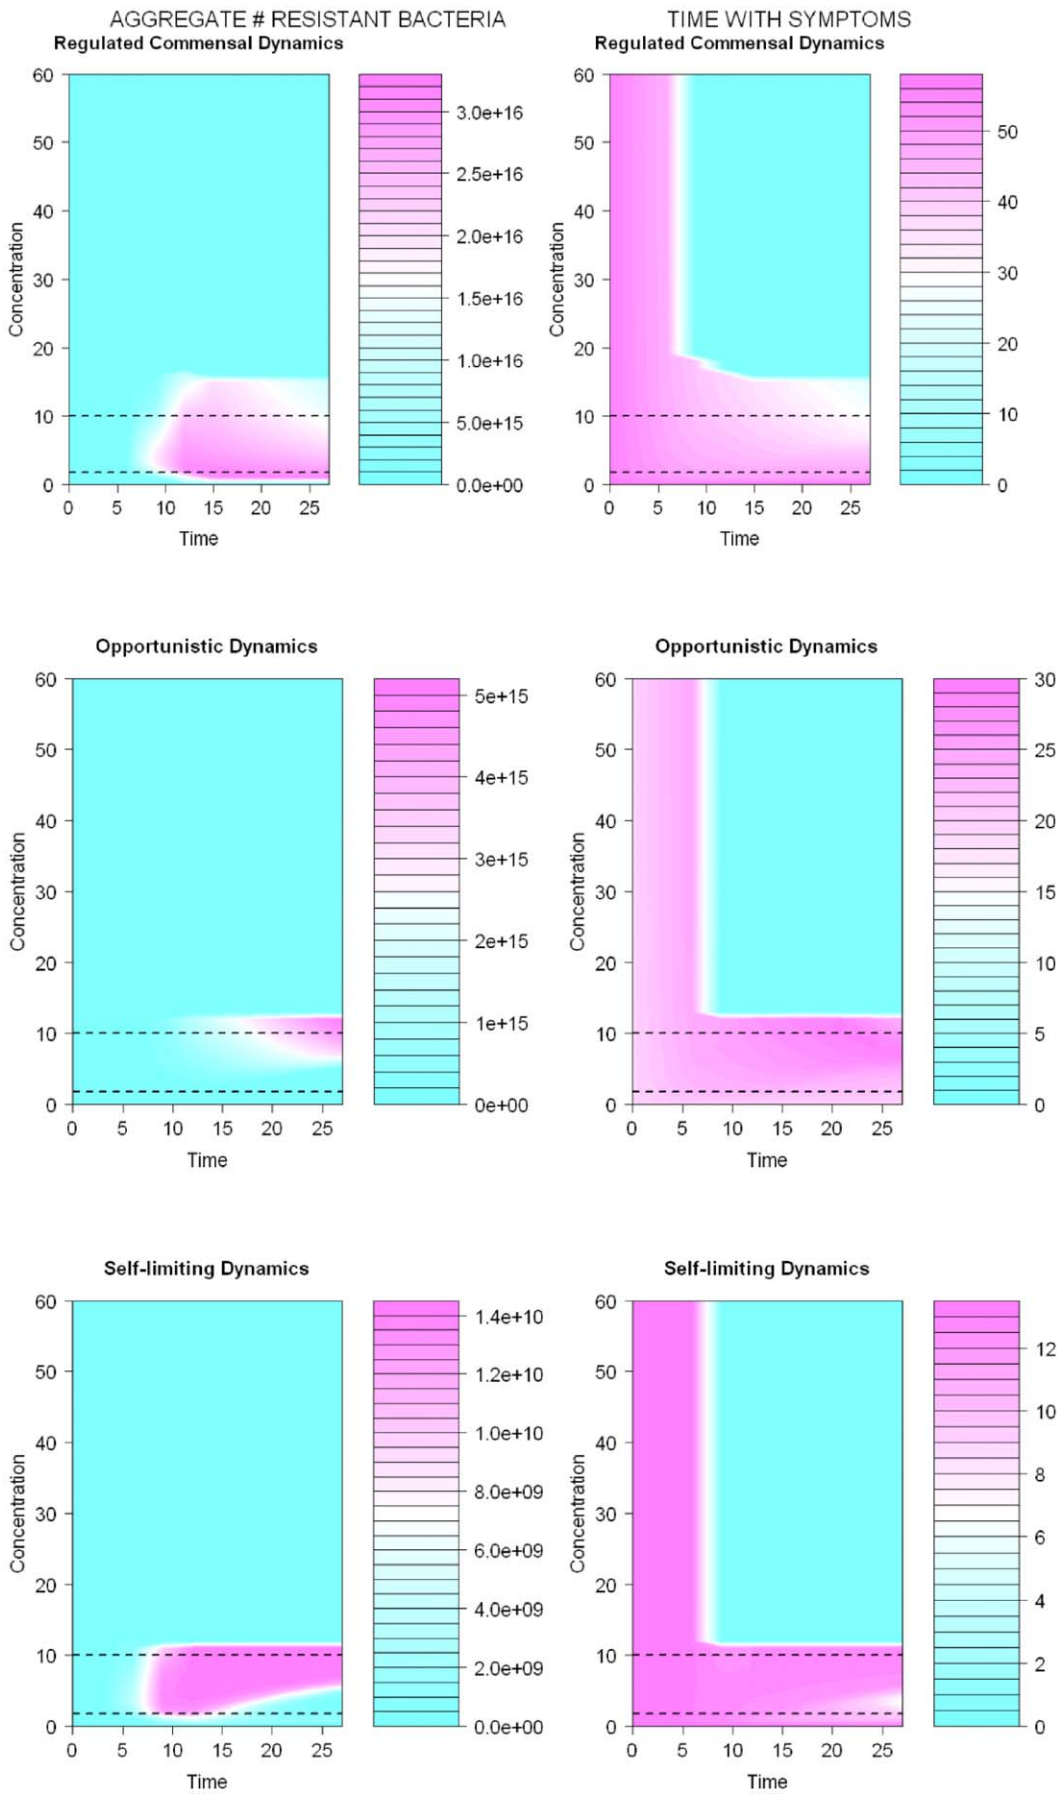 AGGREGATE # RESISTANT BACTERIA
TIME WITH SYMPTOMS
Regulated Commensal Dynamics
60
50
40
30
20
10
0
Concentration
0 5 10 15 20 25
Time
3.0e+16
2.5e+16
2.0e+16
1.5e+16
1.0e+16
5.0e+15
0.0e+00
Regulated Commensal Dynamics
60
50
40
30
20
10
0
Concentration
0 5 10 15 20 25
Time
50
40
30
20
10
0
Opportunistic Dynamics
60
50
40
30
20
10
0
Concentration
0 5 10 15 20 25
Time
5e+15
4e+15
3e+15
2e+15
1e+15
0e+00
Opportunistic Dynamics
60
50
40
30
20
10
0
Concentration
0 5 10 15 20 25
Time
30
25
20
15
10
5
0
Self-limiting Dynamics
60
50
40
30
20
10
0
Concentration
0 5 10 15 20 25
Time
1.4e+10
1.2e+10
1.0e+10
8.0e+09
6.0e+09
4.0e+09
2.0e+09
0.0e+00
Self-limiting Dynamics
60
50
40
30
20
10
0
Concentration
0 5 10 15 20 25
Time
12
10
8
6
4
2
0